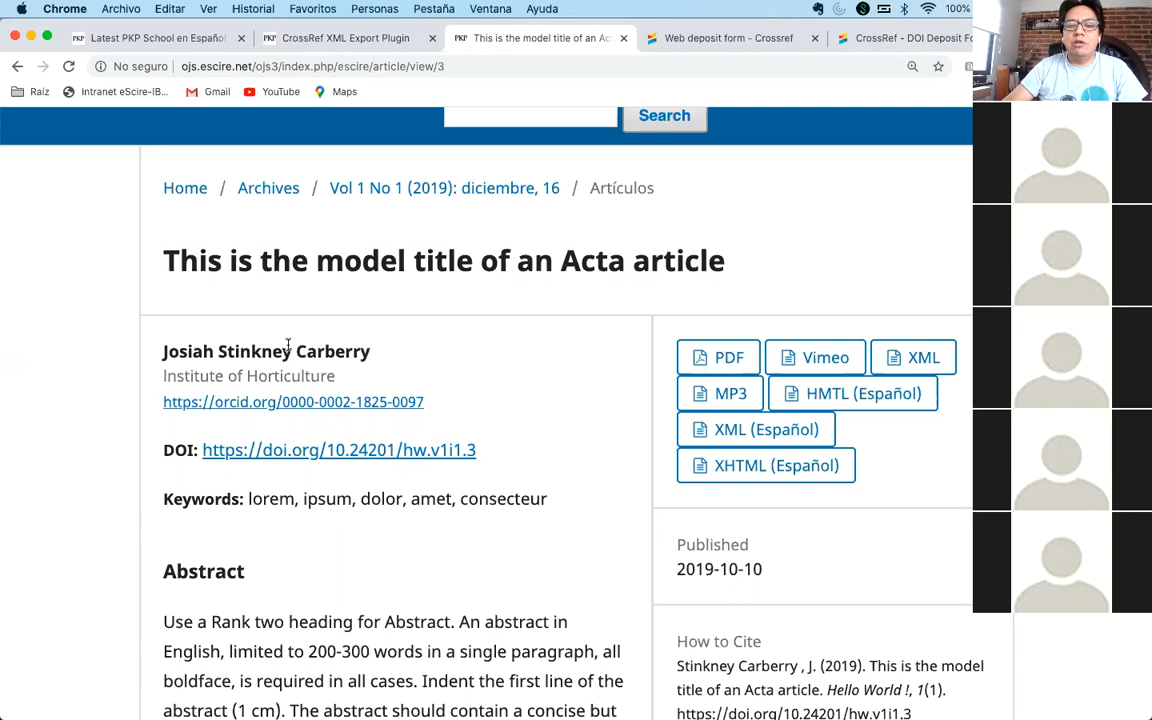 Chrome Archivo Editar Ver Historial Favoritos Personas Pestaña Ventana Ayuda 100%
Latest PKP School en Español CrossRef XML Export Plugin This is the model title of an Ac Web deposit form - Crossref CrossRef - DOI Deposit Fo
No seguro ojs.escire.net/ojs3/index.php/escire/article/view/3
Raíz Intranet eScire-IB... Gmail YouTube Maps
Search
Home / Archives / Vol 1 No 1 (2019): diciembre, 16 / Artículos
This is the model title of an Acta article
Josiah Stinkney Carberry
Institute of Horticulture
https://orcid.org/0000-0002-1825-0097
DOI: https://doi.org/10.24201/hw.v1i1.3
Keywords: lorem, ipsum, dolor, amet, consecteur
Abstract
Use a Rank two heading for Abstract. An abstract in
English, limited to 200-300 words in a single paragraph, all
boldface, is required in all cases. Indent the first line of the
abstract (1 cm). The abstract should contain a concise but
PDF Vimeo XML
MP3 HMTL (Español)
XML (Español)
XHTML (Español)
Published
2019-10-10
How to Cite
Stinkney Carberry , J. (2019). This is the model
title of an Acta article. Hello World !, 1(1).
https://doi.org/10.24201/hw.v1i1.3